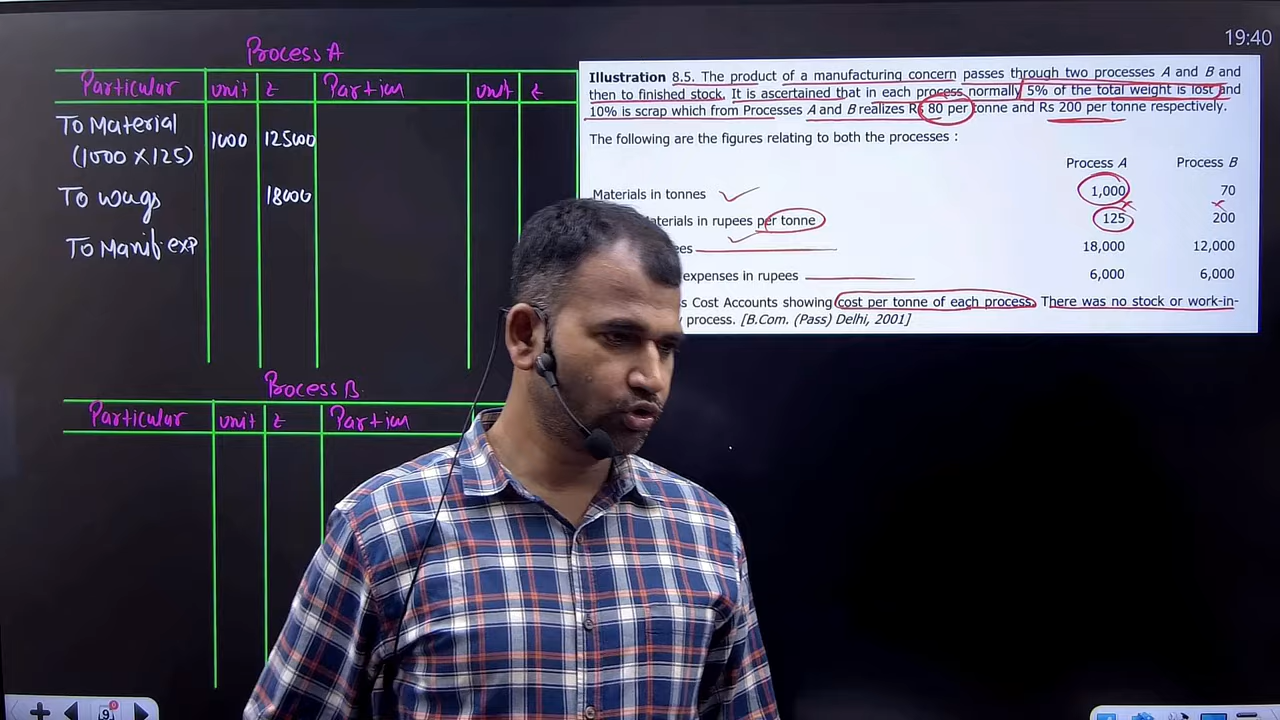 19:40
Process A
Particular unit ₹ Particu unit ₹
To Material 1000 125000
(1000 X 125)
To wags 18000
To Manif exp
Process B
Particular unit ₹ Particu
Illustration 8.5. The product of a manufacturing concern passes through two processes A and B and
then to finished stock. It is ascertained that in each process normally 5% of the total weight is lost and
10% is scrap which from Processes A and B realizes Rs 80 per tonne and Rs 200 per tonne respectively.
The following are the figures relating to both the processes :
Process A Process B
Materials in tonnes 1,000 70
aterials in rupees per tonne 125 200
ees 18,000 12,000
expenses in rupees 6,000 6,000
s Cost Accounts showing cost per tonne of each process. There was no stock or work-in-
process. [B.Com. (Pass) Delhi, 2001]
9